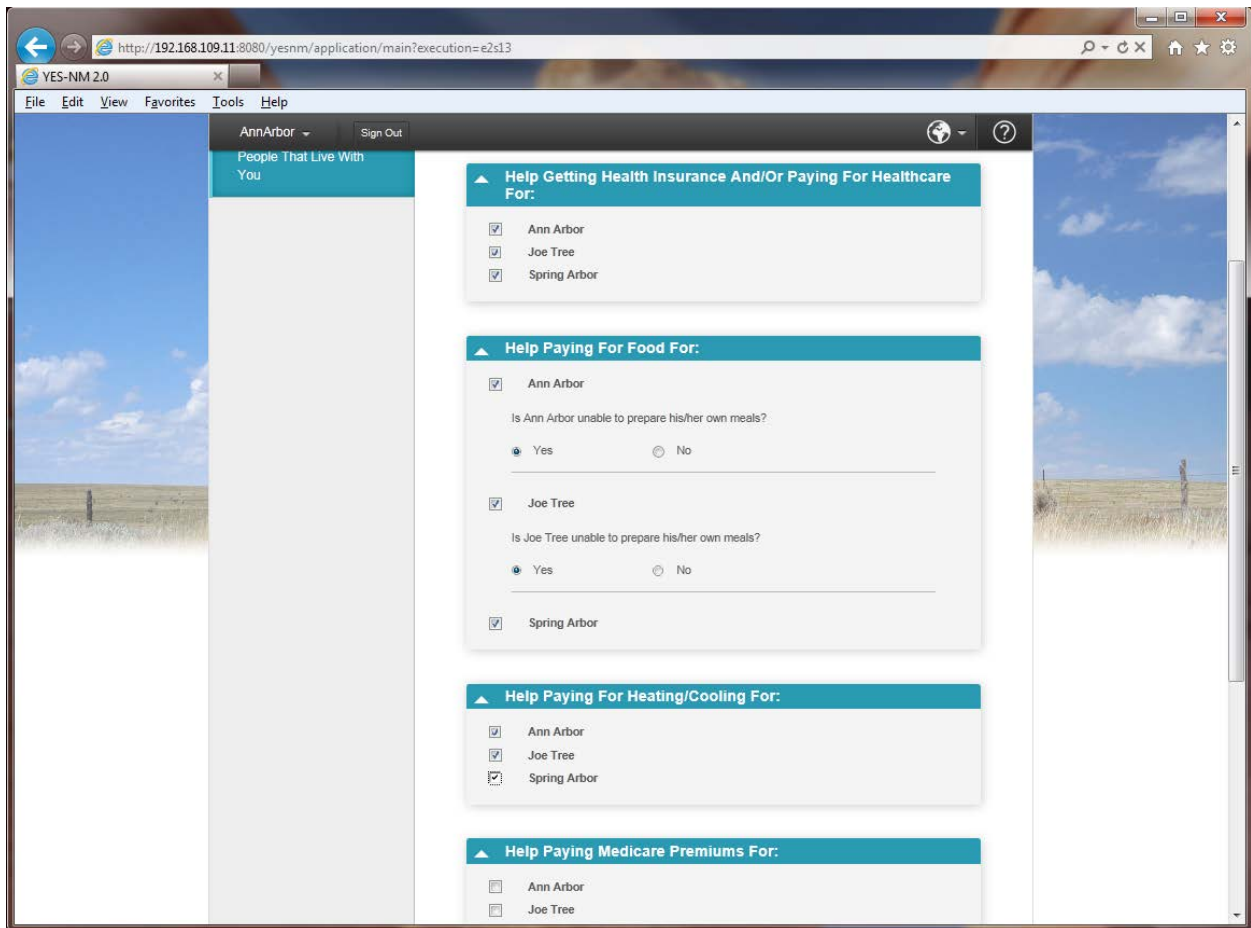 http://192.168.109.11:8080/yesnm/application/main?execution=e2s13
YES-NM 2.0
File Edit View Favorites Tools Help
AnnArbor Sign Out
People That Live With
You
Help Getting Health Insurance And/Or Paying For Healthcare
For:
Ann Arbor
Joe Tree
Spring Arbor
Help Paying For Food For:
Ann Arbor
Is Ann Arbor unable to prepare his/her own meals?
Yes No
Joe Tree
Is Joe Tree unable to prepare his/her own meals?
Yes No
Spring Arbor
Help Paying For Heating/Cooling For:
Ann Arbor
Joe Tree
Spring Arbor
Help Paying Medicare Premiums For:
Ann Arbor
Joe Tree